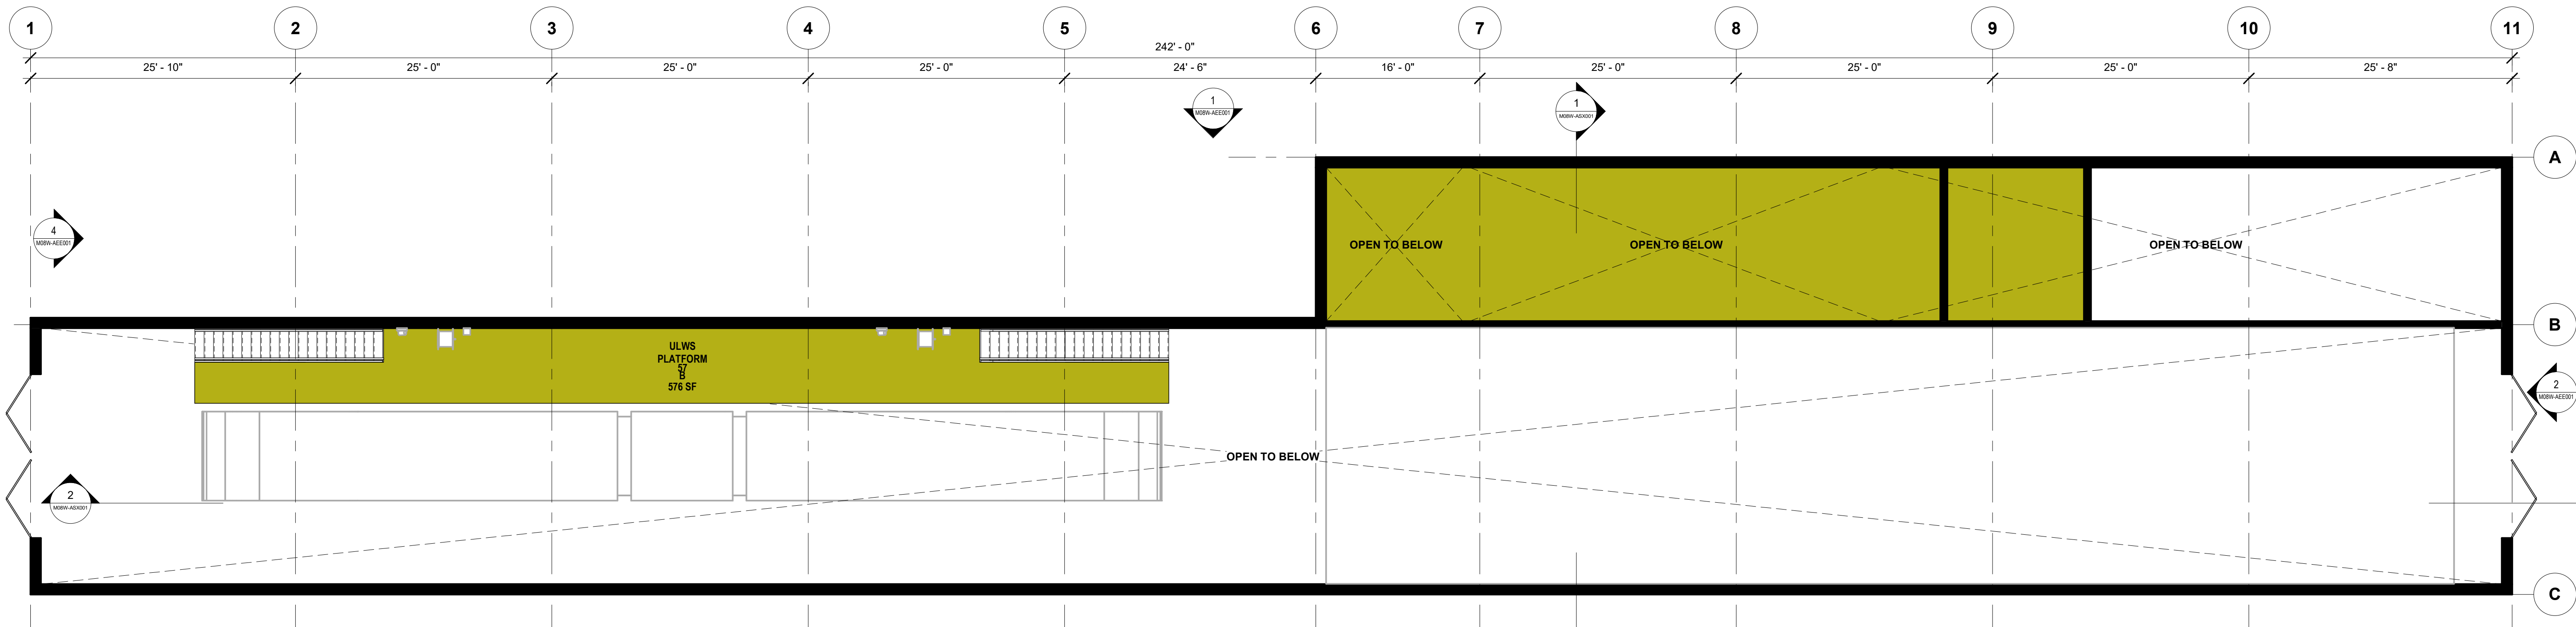 1 2 3 4 5 6 7 8 9 10 11
242' - 0"
25' - 10" 25' - 0" 25' - 0" 25' - 0" 24' - 6" 16' - 0" 25' - 0" 25' - 0" 25' - 0" 25' - 8"
1
M08W-AEE001
1
M08W-ASX001
A
4
M08W-AEE001
OPEN TO BELOW
OPEN TO BELOW
OPEN TO BELOW
B
ULWS
PLATFORM
57
B
576 SF
2
M08W-AEE001
OPEN TO BELOW
2
M08W-ASX001
C